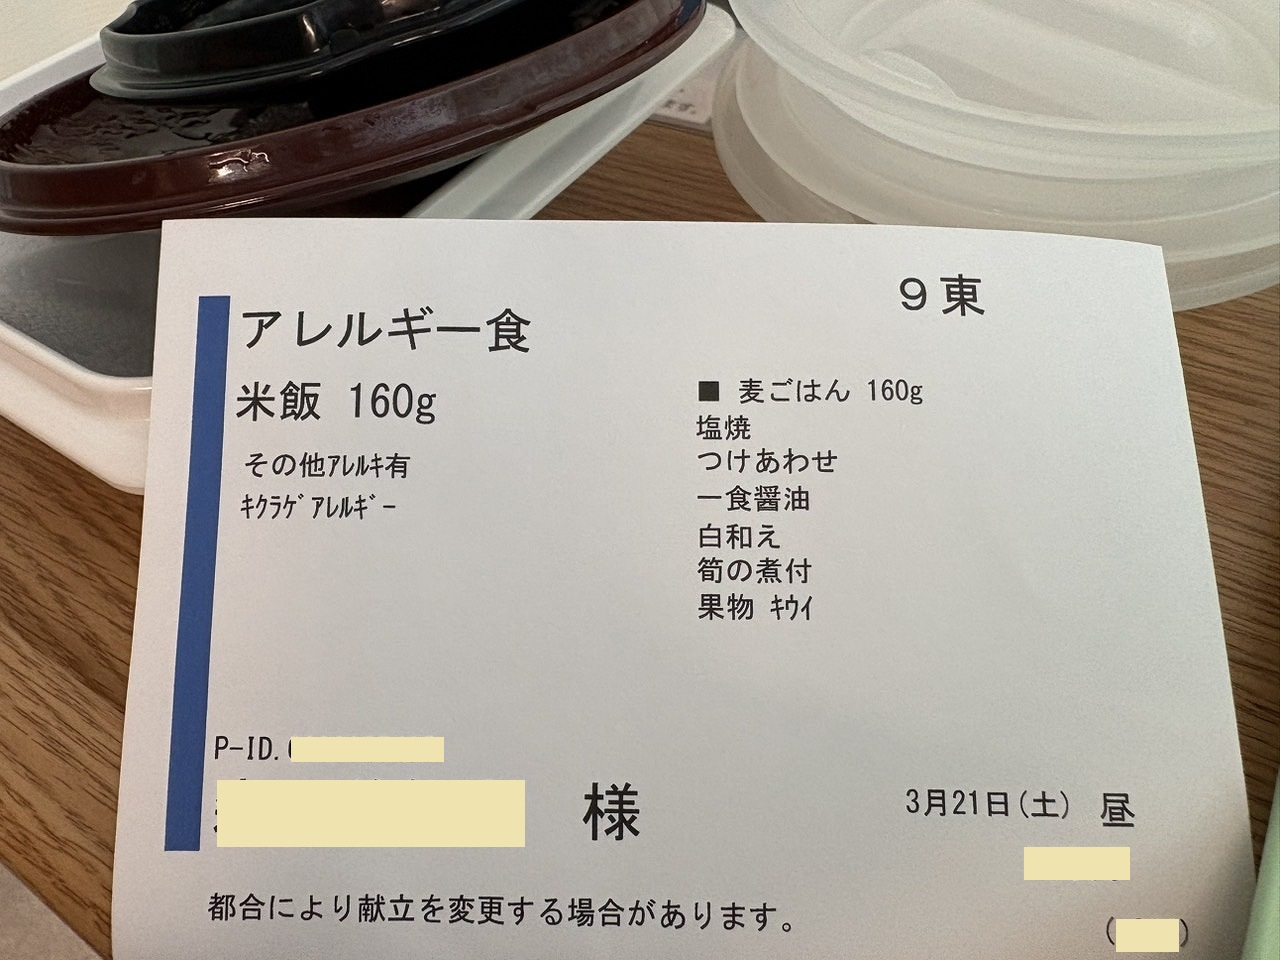 ます。
9東
アレルギー食
米飯 160g
その他ｱﾚﾙｷ有
ｷｸﾗｹﾞｱﾚﾙｷﾞｰ
■ 麦ごはん 160g
塩焼
つけあわせ
一食醤油
白和え
筍の煮付
果物 ｷｳｲ
P-ID.
様
3月21日(土) 昼
都合により献立を変更する場合があります。
( )